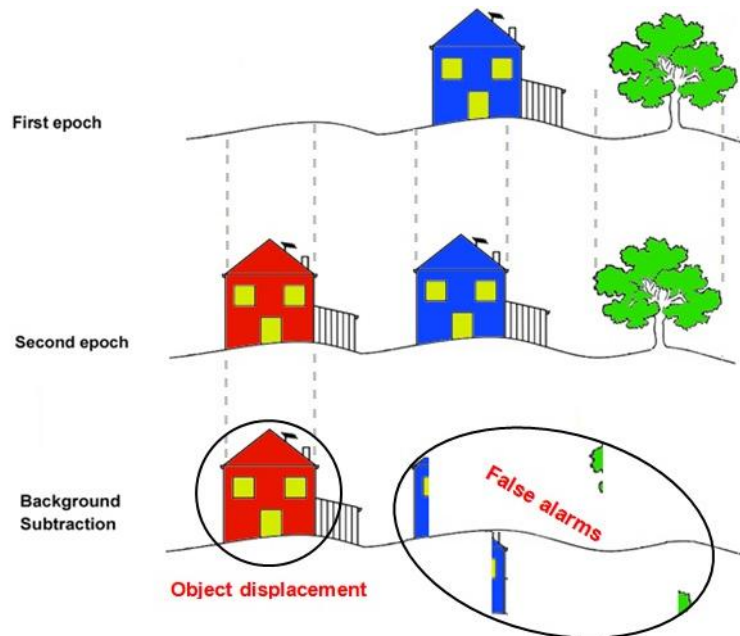 First epoch
Second epoch
Background
Subtraction
False alarms
Object displacement